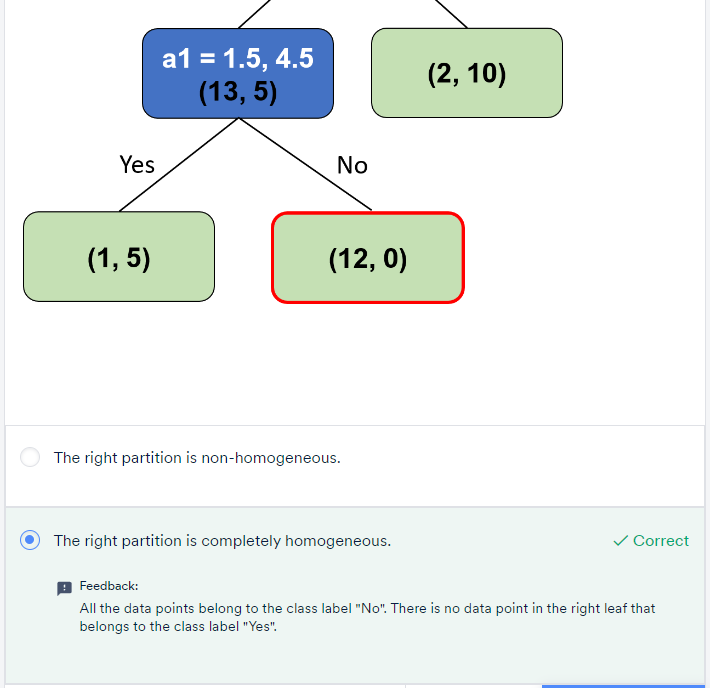 a1 = 1.5, 4.5
(13, 5)
(2, 10)
Yes
No
(1, 5)
(12, 0)
The right partition is non-homogeneous.
The right partition is completely homogeneous.
Correct
Feedback:
All the data points belong to the class label "No". There is no data point in the right leaf that
belongs to the class label "Yes".